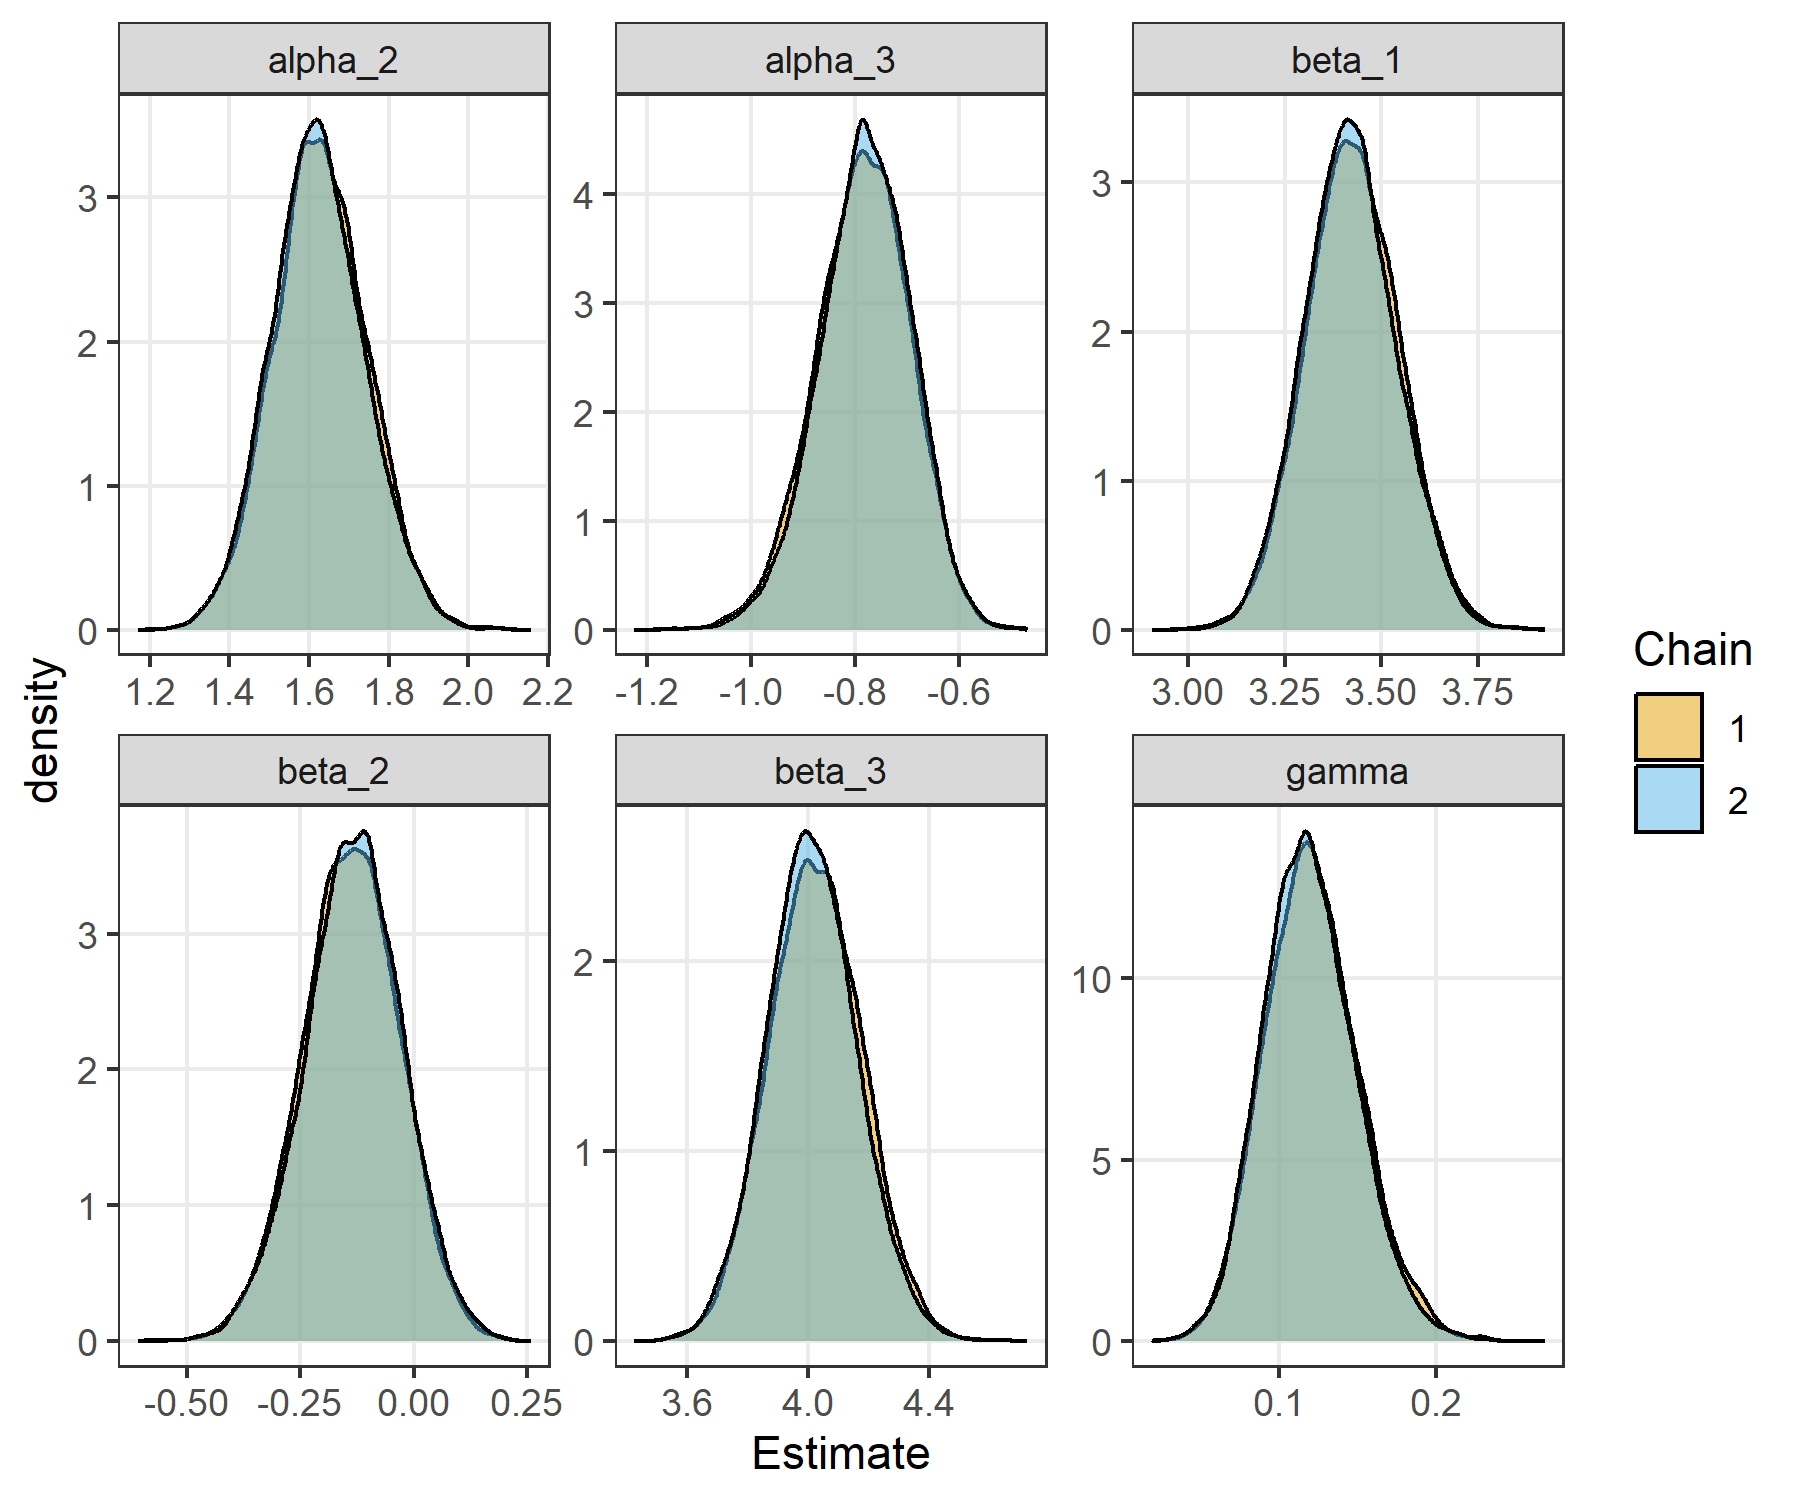 alpha_2 alpha_3 beta_1
3 4 3
2 3 2
1 2 1
0 1 0
0
1.2 1.4 1.6 1.8 2.0 2.2 -1.2 -1.0 -0.8 -0.6 3.00 3.25 3.50 3.75
beta_2 beta_3 gamma
3 2 10
2 1 5
1 0 0
0
-0.50 -0.25 0.00 0.25 3.6 4.0 4.4 0.1 0.2
density
Estimate
Chain
1
2